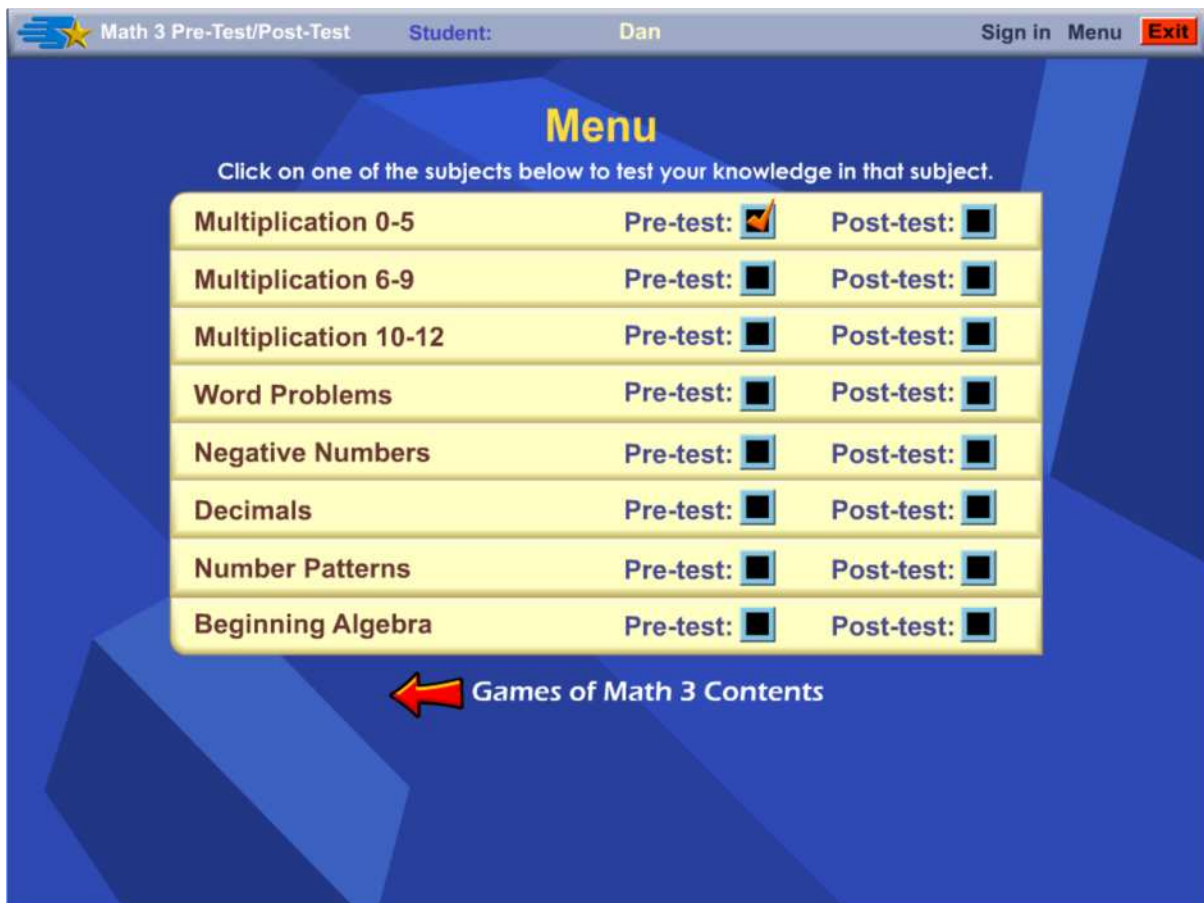 Math 3 Pre-Test/Post-Test Student: Dan Sign in Menu Exit
Menu
Click on one of the subjects below to test your knowledge in that subject.
Multiplication 0-5 Pre-test: Post-test:
Multiplication 6-9 Pre-test: Post-test:
Multiplication 10-12 Pre-test: Post-test:
Word Problems Pre-test: Post-test:
Negative Numbers Pre-test: Post-test:
Decimals Pre-test: Post-test:
Number Patterns Pre-test: Post-test:
Beginning Algebra Pre-test: Post-test:
Games of Math 3 Contents